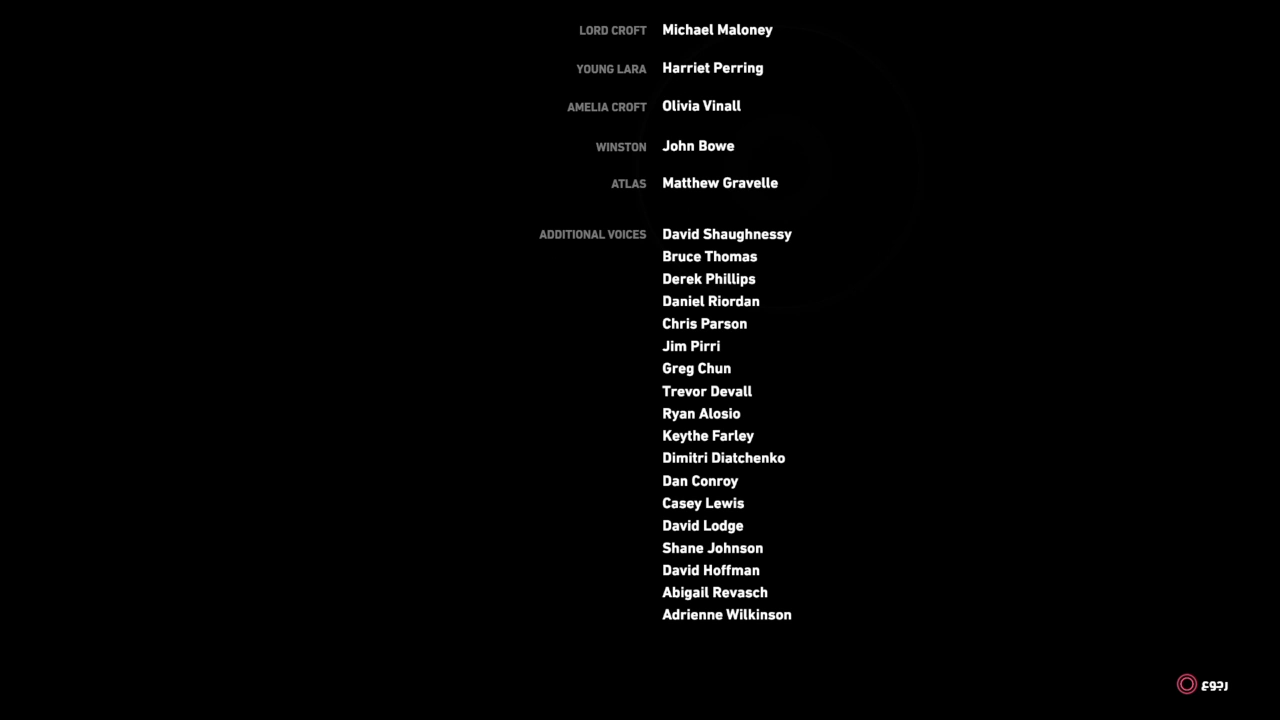 LORD CROFT Michael Maloney
YOUNG LARA Harriet Perring
AMELIA CROFT Olivia Vinall
WINSTON John Bowe
ATLAS Matthew Gravelle
ADDITIONAL VOICES David Shaughnessy
Bruce Thomas
Derek Phillips
Daniel Riordan
Chris Parson
Jim Pirri
Greg Chun
Trevor Devall
Ryan Alosio
Keythe Farley
Dimitri Diatchenko
Dan Conroy
Casey Lewis
David Lodge
Shane Johnson
David Hoffman
Abigail Revasch
Adrienne Wilkinson
رجوع